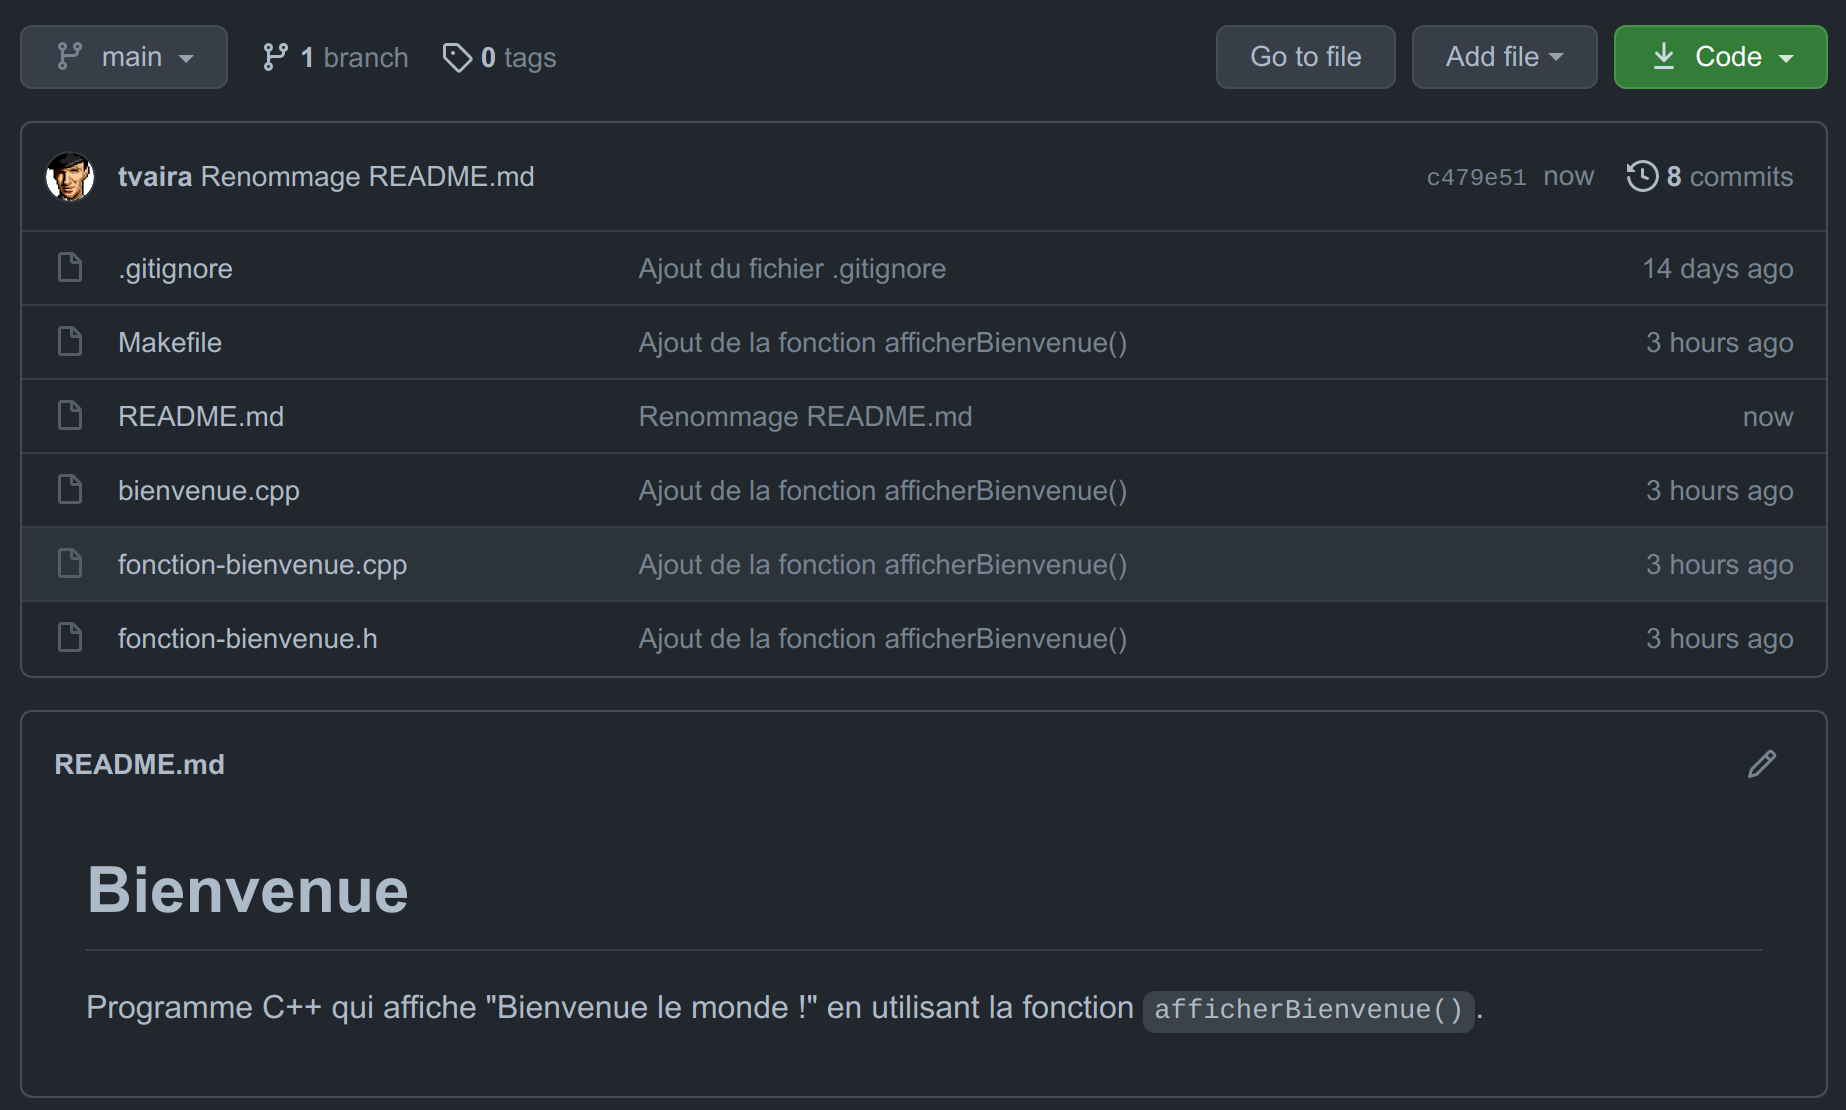 main 1 branch 0 tags Go to file Add file Code
tvaira Renommage README.md c479e51 now 8 commits
.gitignore Ajout du fichier .gitignore 14 days ago
Makefile Ajout de la fonction afficherBienvenue() 3 hours ago
README.md Renommage README.md now
bienvenue.cpp Ajout de la fonction afficherBienvenue() 3 hours ago
fonction-bienvenue.cpp Ajout de la fonction afficherBienvenue() 3 hours ago
fonction-bienvenue.h Ajout de la fonction afficherBienvenue() 3 hours ago
README.md
Bienvenue
Programme C++ qui affiche "Bienvenue le monde !" en utilisant la fonction afficherBienvenue().